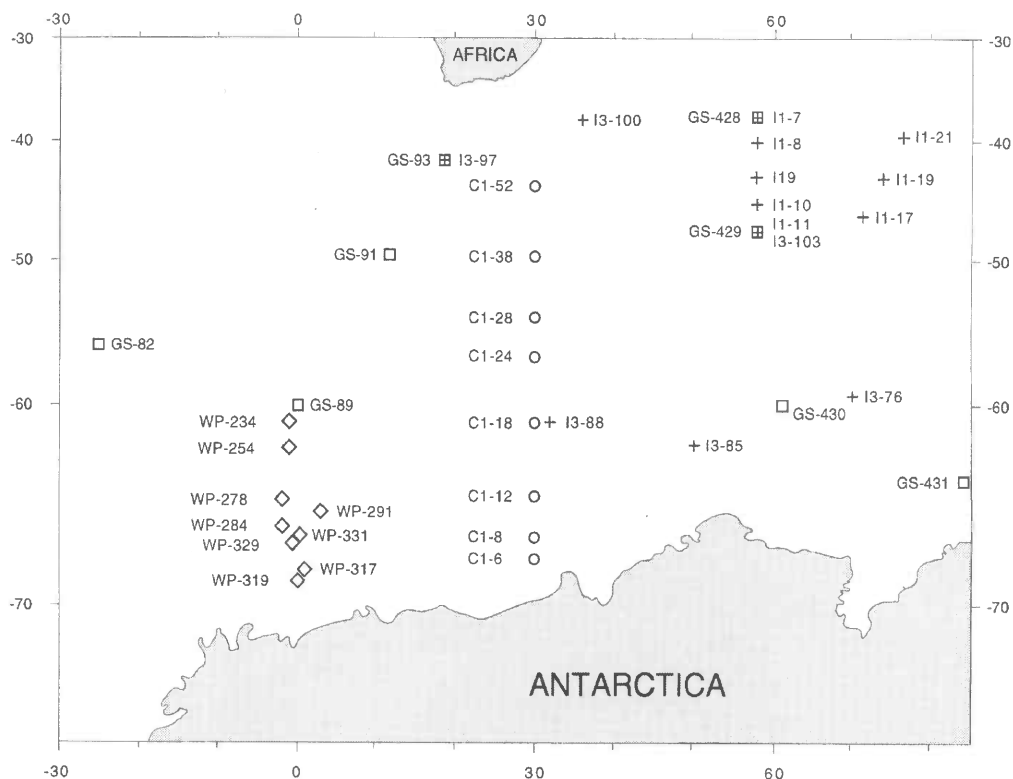 -30 0 30 60
-30 AFRICA -30
I3-100
GS-428 I1-7
-40 I1-8 I1-21 -40
GS-93 I3-97
C1-52 I19 I1-19
I1-10 I1-17
I1-11
GS-429
I3-103
GS-91 C1-38
-50 -50
C1-28
GS-82
C1-24
I3-76
-60 GS-89 GS-430 -60
WP-234 C1-18 I3-88
WP-254 I3-85
GS-431
WP-278 C1-12
WP-291
WP-284
WP-331 C1-8
WP-329
C1-6
WP-317
WP-319
-70 -70
ANTARCTICA
-30 0 30 60